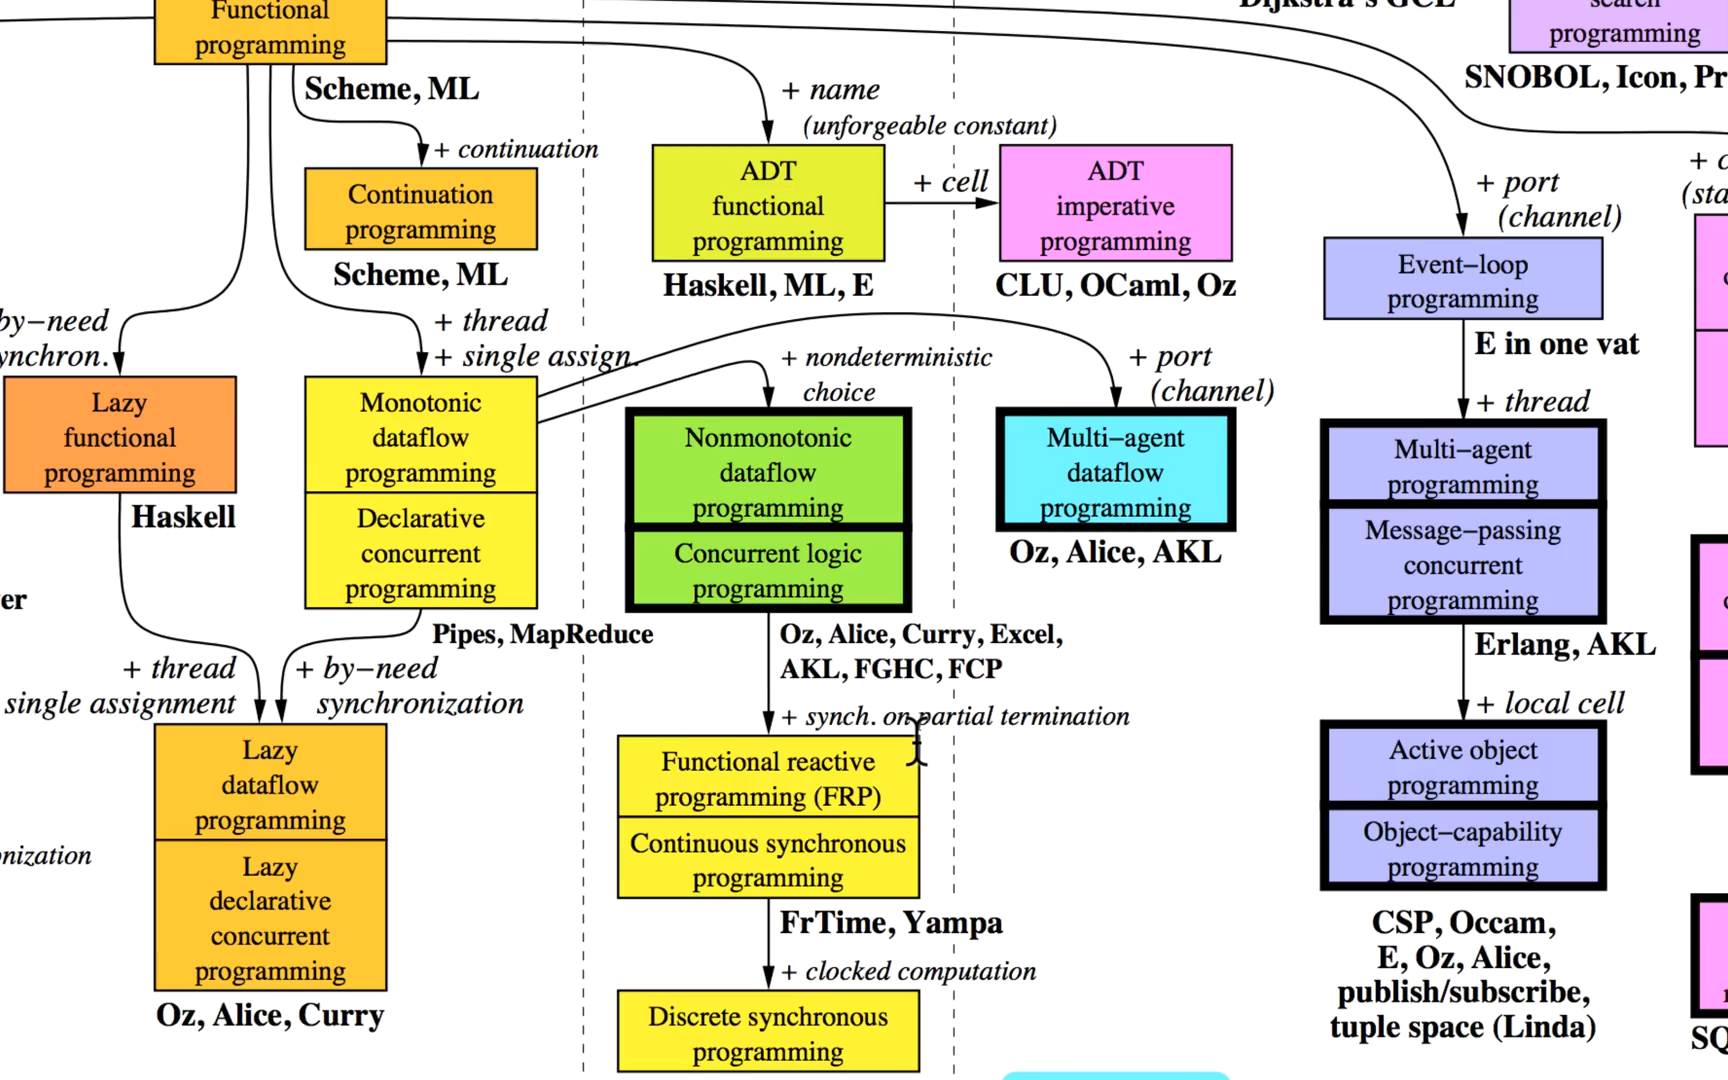 Functional
programming
Scheme, ML
+ continuation
Continuation
programming
Scheme, ML
+ name
(unforgeable constant)
ADT
functional
programming
Haskell, ML, E
+ cell
ADT
imperative
programming
CLU, OCaml, Oz
Dijkstra's GCL
search
programming
SNOBOL, Icon, Pr
+ port
(channel)
Event−loop
programming
E in one vat
+ thread
Multi−agent
programming
Message−passing
concurrent
programming
Erlang, AKL
+ local cell
Active object
programming
Object−capability
programming
CSP, Occam,
E, Oz, Alice,
publish/subscribe,
tuple space (Linda)
by−need
ynchron.
Lazy
functional
programming
Haskell
+ thread
single assignment
+ thread
+ single assign.
Monotonic
dataflow
programming
Declarative
concurrent
programming
Pipes, MapReduce
+ by−need
synchronization
Lazy
dataflow
programming
Lazy
declarative
concurrent
programming
Oz, Alice, Curry
+ nondeterministic
choice
Nonmonotonic
dataflow
programming
Concurrent logic
programming
Oz, Alice, Curry, Excel,
AKL, FGHC, FCP
+ synch. on partial termination
Functional reactive
programming (FRP)
Continuous synchronous
programming
FrTime, Yampa
+ clocked computation
Discrete synchronous
programming
+ port
(channel)
Multi−agent
dataflow
programming
Oz, Alice, AKL
er
nization
+ c
(sta
SQ